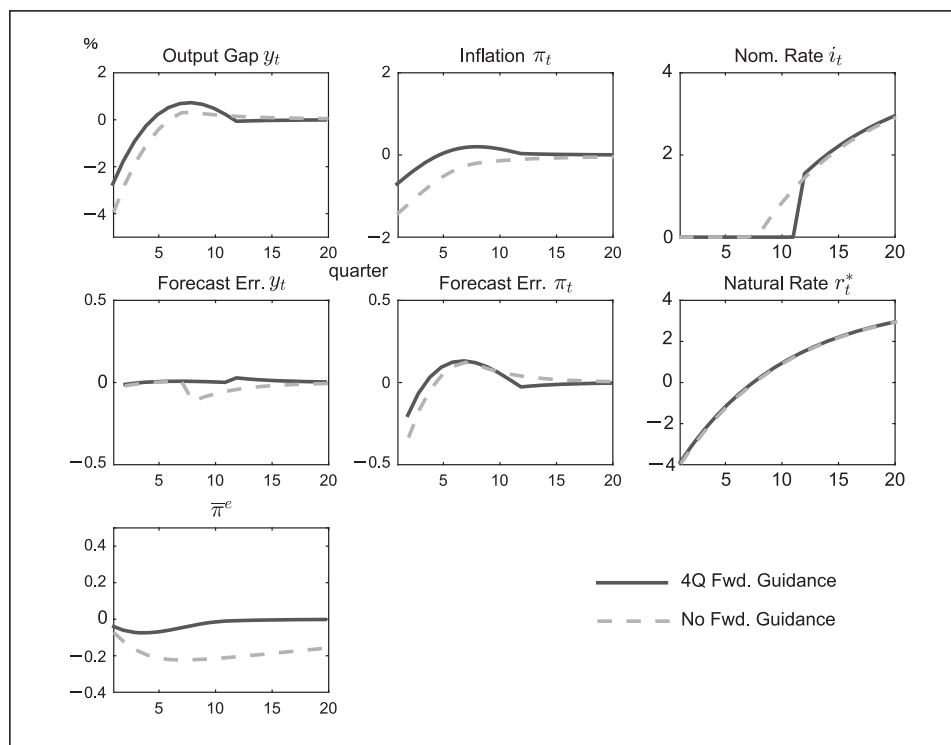 %
Output Gap y_t
Inflation π_t
Nom. Rate i_t
2
0
−2
−4
5 10 15 20
2
0
−2
5 10 15 20
4
2
0
5 10 15 20
quarter
Forecast Err. y_t
Forecast Err. π_t
Natural Rate r_t^*
0.5
0
−0.5
5 10 15 20
0.5
0
−0.5
5 10 15 20
4
2
0
−2
−4
5 10 15 20
π̅^e
0.4
0.2
0
−0.2
−0.4
5 10 15 20
4Q Fwd. Guidance
No Fwd. Guidance